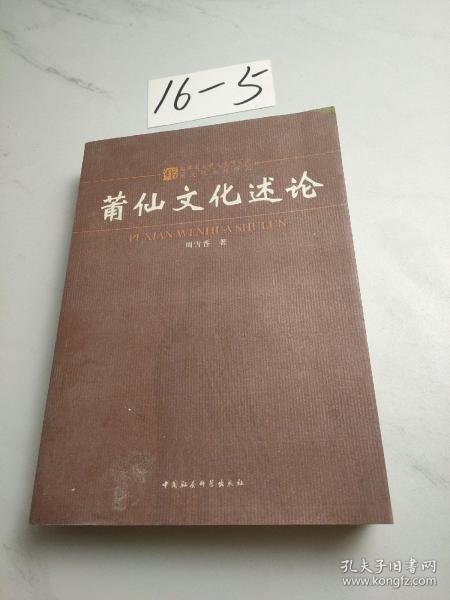 16-5
莆仙文化述论
PUXIAN WENHUA SHULUN
周雪香 著
中国社会科学出版社
孔夫子旧书网
www.kongfz.com